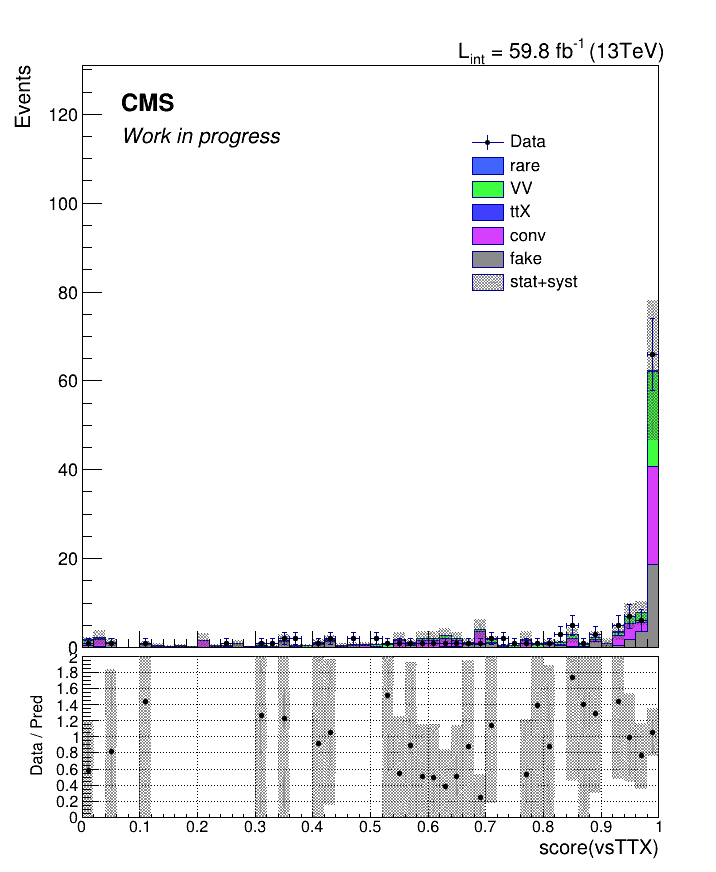 L_int = 59.8 fb^-1 (13TeV)
Events
CMS
Work in progress
Data
rare
VV
ttX
conv
fake
stat+syst
120
100
80
60
40
20
0
Data / Pred
2
1.8
1.6
1.4
1.2
1
0.8
0.6
0.4
0.2
0
0 0.1 0.2 0.3 0.4 0.5 0.6 0.7 0.8 0.9 1
score(vsTTX)